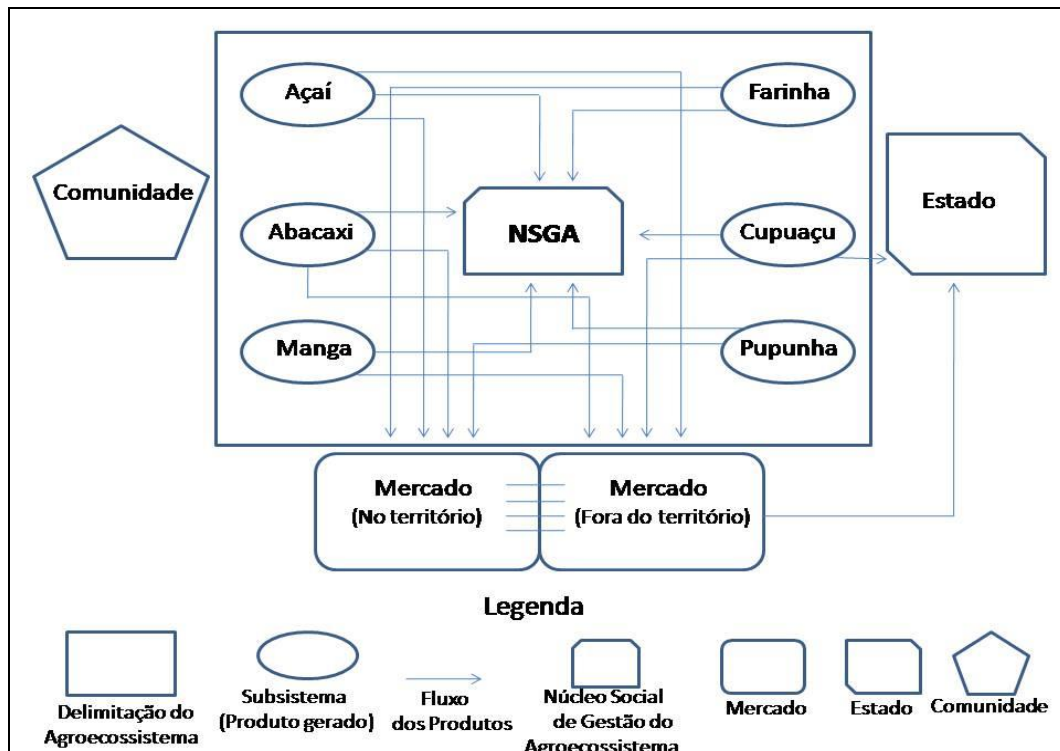 Açaí
Farinha
Comunidade
Estado
Abacaxi
NSGA
Cupuaçu
Manga
Pupunha
Mercado
(No território)
Mercado
(Fora do território)
Legenda
Delimitação do
Agroecossistema
Subsistema
(Produto gerado)
Fluxo
dos Produtos
Núcleo Social
de Gestão do
Agroecossistema
Mercado
Estado
Comunidade